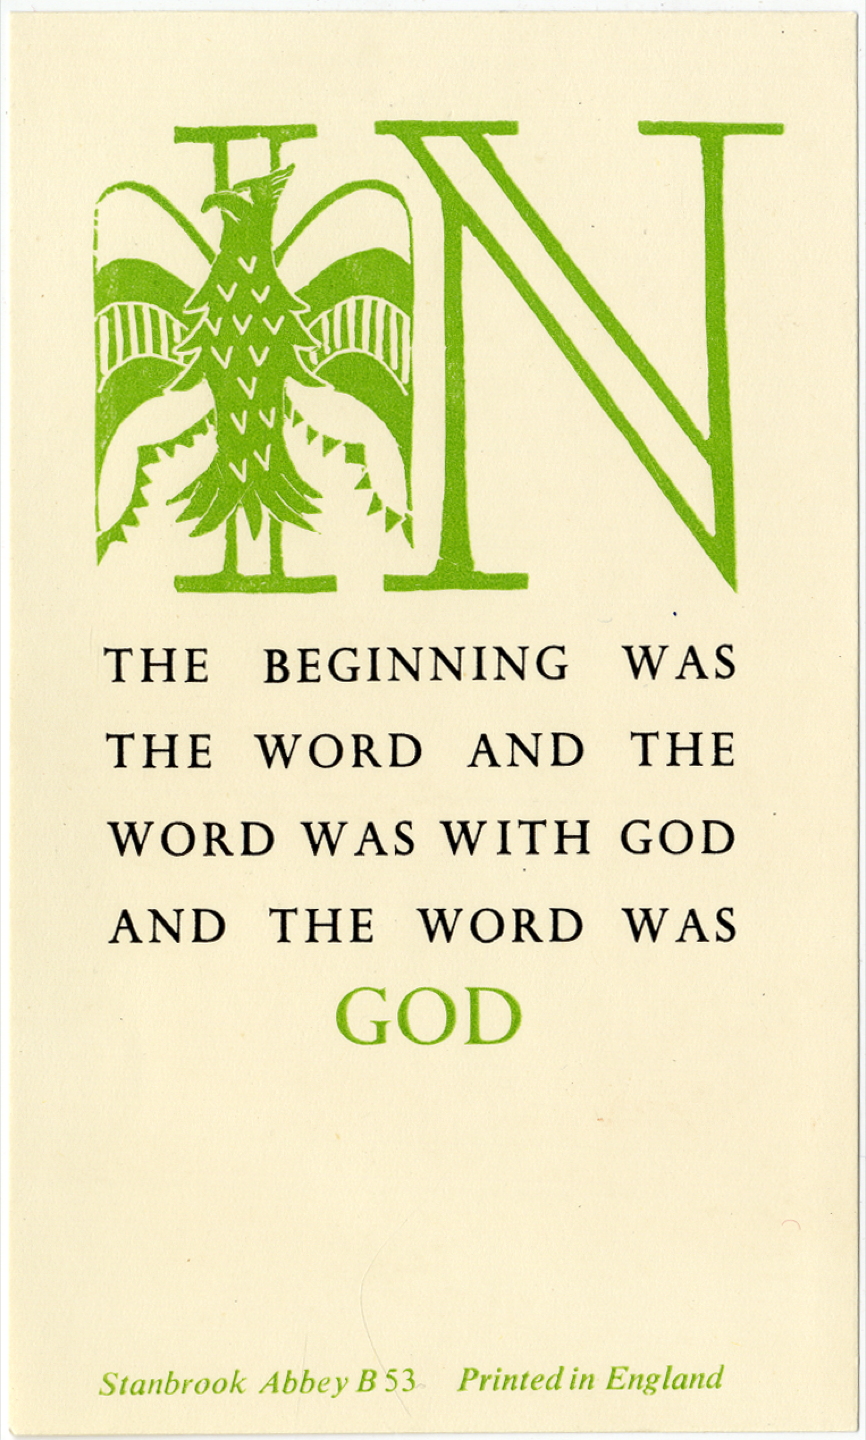 IN
THE BEGINNING WAS
THE WORD AND THE
WORD WAS WITH GOD
AND THE WORD WAS
GOD
Stanbrook Abbey B 53 Printed in England